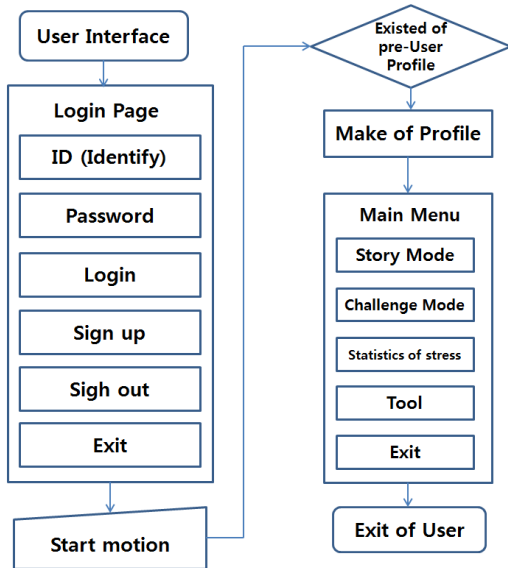 User Interface
Login Page
ID (Identify)
Password
Login
Sign up
Sigh out
Exit
Start motion
Existed of
pre-User
Profile
Make of Profile
Main Menu
Story Mode
Challenge Mode
Statistics of stress
Tool
Exit
Exit of User